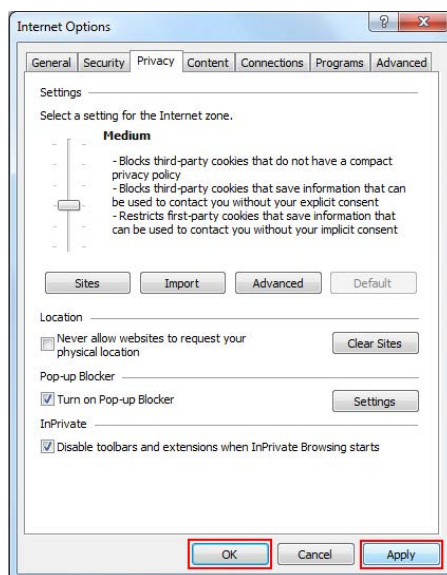 Internet Options
?
X
General Security Privacy Content Connections Programs Advanced
Settings
Select a setting for the Internet zone.
Medium
- Blocks third-party cookies that do not have a compact
privacy policy
- Blocks third-party cookies that save information that can
be used to contact you without your explicit consent
- Restricts first-party cookies that save information that
can be used to contact you without your implicit consent
Sites Import Advanced Default
Location
Never allow websites to request your
physical location
Clear Sites
Pop-up Blocker
Turn on Pop-up Blocker
Settings
InPrivate
Disable toolbars and extensions when InPrivate Browsing starts
OK Cancel Apply